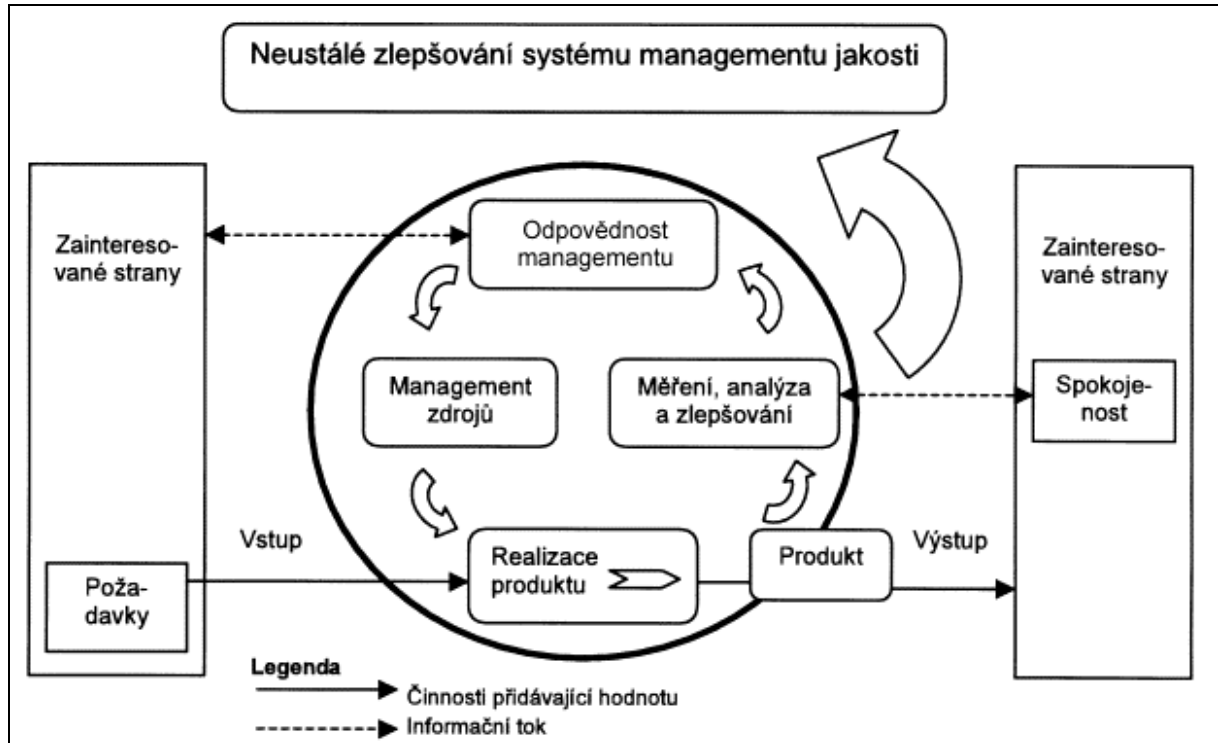 Neustálé zlepšování systému managementu jakosti
Zaintereso-
vané strany
Odpovědnost
managementu
Zaintereso-
vané strany
Management
zdrojů
Měření, analýza
a zlepšování
Spokoje-
nost
Vstup
Poža-
davky
Realizace
produktu
Produkt
Výstup
Legenda
Činnosti přidávající hodnotu
Informační tok